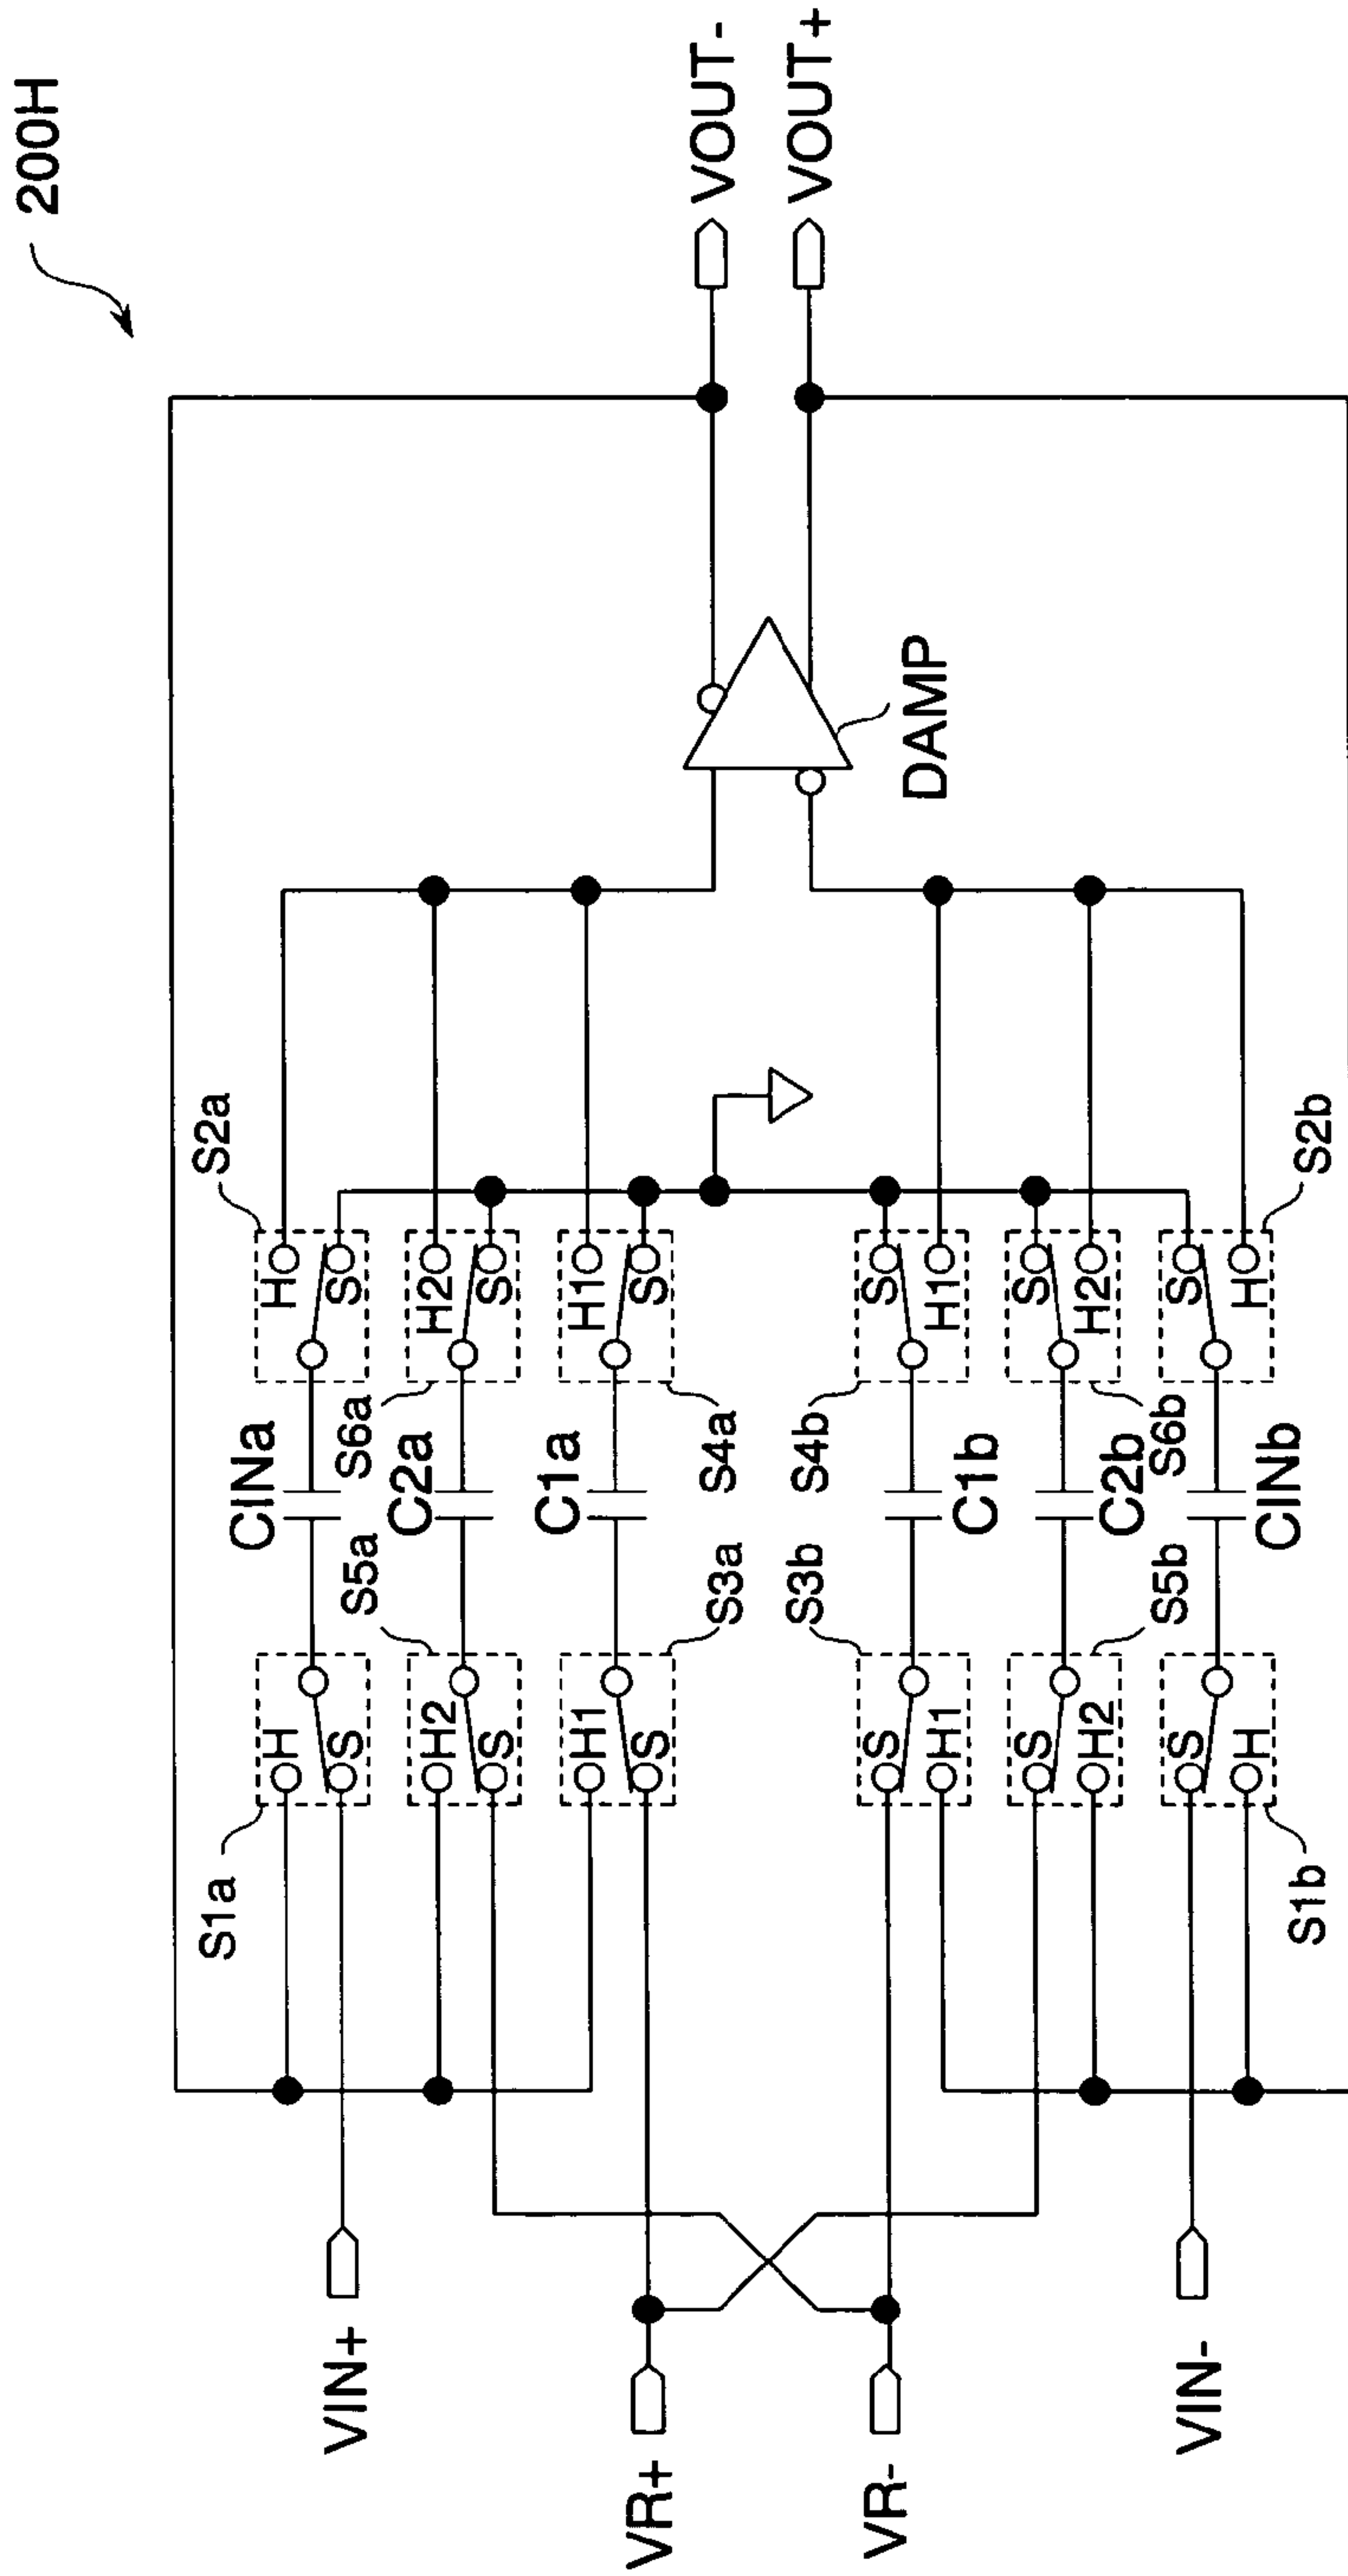 200H
VOUT-
VOUT+
DAMP
S2a
H
S
S6a
H2
S
S4a
H1
S
S4b
S
H1
S6b
S
H2
S2b
S
H
CINa
C2a
C1a
C1b
C2b
CINb
S1a
H
S
S5a
H2
S
S3a
H1
S
S3b
S
H1
S5b
S
H2
S1b
S
H
VIN+
VR+
VR-
VIN-